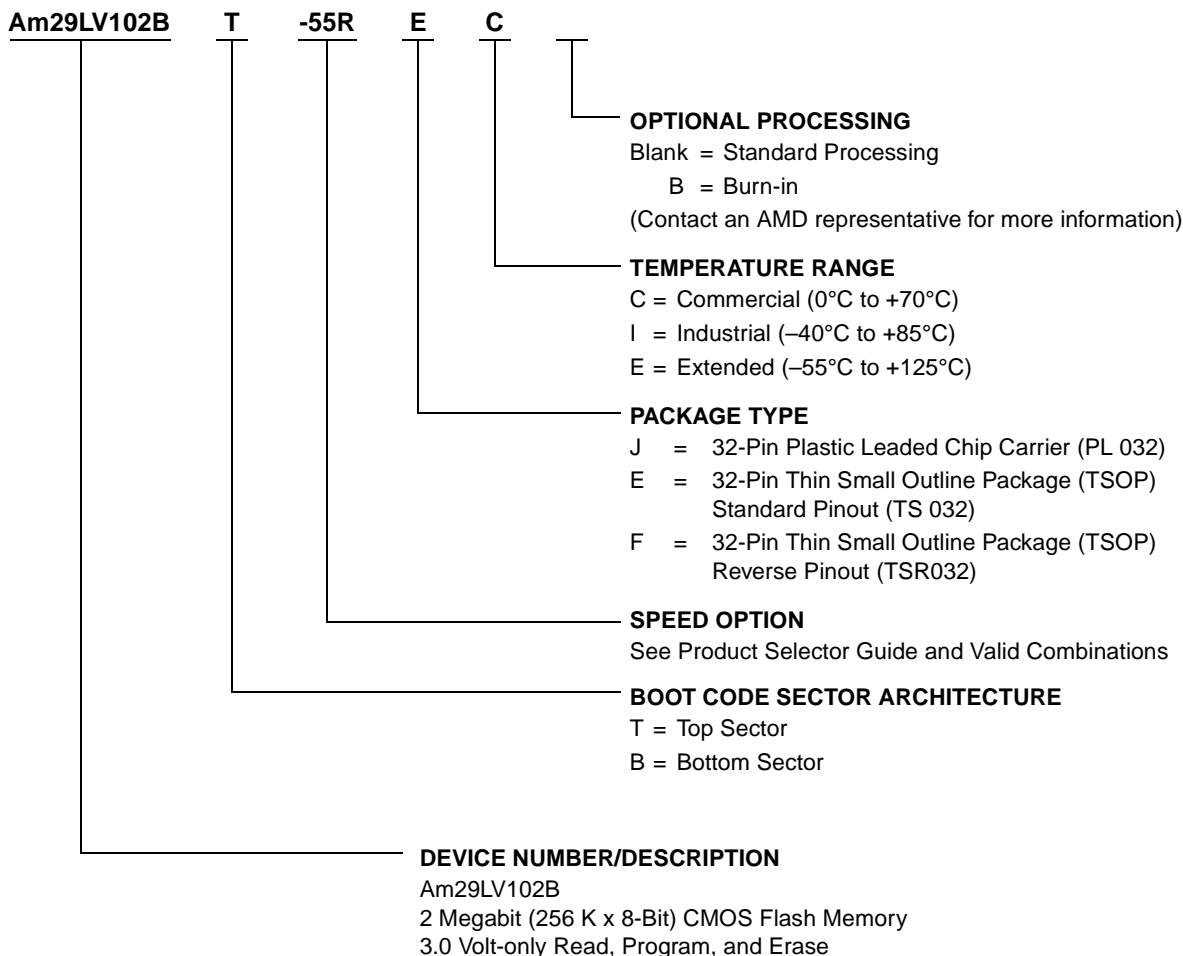 Am29LV102B T -55R E C
OPTIONAL PROCESSING
Blank = Standard Processing
B = Burn-in
(Contact an AMD representative for more information)
TEMPERATURE RANGE
C = Commercial (0°C to +70°C)
I = Industrial (–40°C to +85°C)
E = Extended (–55°C to +125°C)
PACKAGE TYPE
J = 32-Pin Plastic Leaded Chip Carrier (PL 032)
E = 32-Pin Thin Small Outline Package (TSOP)
Standard Pinout (TS 032)
F = 32-Pin Thin Small Outline Package (TSOP)
Reverse Pinout (TSR032)
SPEED OPTION
See Product Selector Guide and Valid Combinations
BOOT CODE SECTOR ARCHITECTURE
T = Top Sector
B = Bottom Sector
DEVICE NUMBER/DESCRIPTION
Am29LV102B
2 Megabit (256 K x 8-Bit) CMOS Flash Memory
3.0 Volt-only Read, Program, and Erase